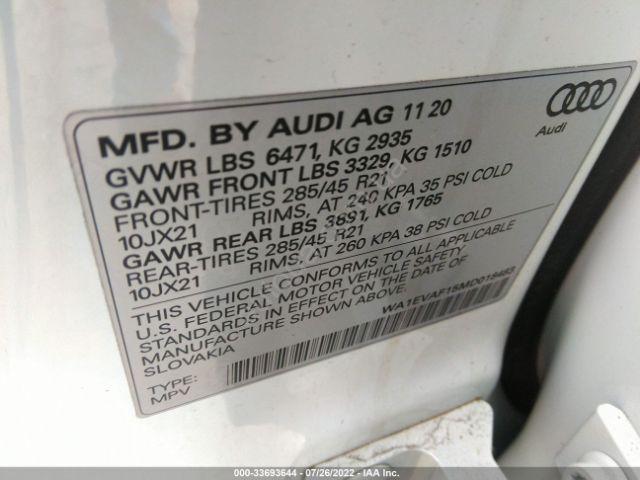 MFD. BY AUDI AG 11 20
GVWR LBS 6471, KG 2935
GAWR FRONT LBS 3329, KG 1510
FRONT-TIRES 285/45 R21
10JX21 RIMS, AT 240 KPA 35 PSI COLD
GAWR REAR LBS 3891, KG 1765
REAR-TIRES 285/45 R21
10JX21 RIMS, AT 260 KPA 38 PSI COLD
THIS VEHICLE CONFORMS TO ALL APPLICABLE
U.S. FEDERAL MOTOR VEHICLE SAFETY
STANDARDS IN EFFECT ON THE DATE OF
MANUFACTURE SHOWN ABOVE.
SLOVAKIA
WA1EVAF15MD015463
TYPE:
MPV
Audi
000-33693644 / 07/26/2022 - IAA Inc.